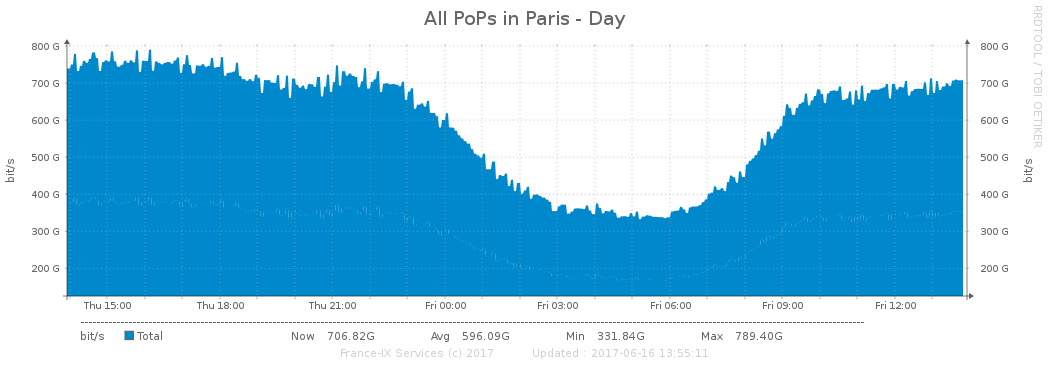 All PoPs in Paris - Day
RRDTOOL / TOBI OETIKER
bit/s
800 G
700 G
600 G
500 G
400 G
300 G
200 G
800 G
700 G
600 G
500 G
400 G
300 G
200 G
bit/s
Thu 15:00 Thu 18:00 Thu 21:00 Fri 00:00 Fri 03:00 Fri 06:00 Fri 09:00 Fri 12:00
bit/s Total Now 706.82G Avg 596.09G Min 331.84G Max 789.40G
France-IX Services (c) 2017 Updated : 2017-06-16 13:55:11